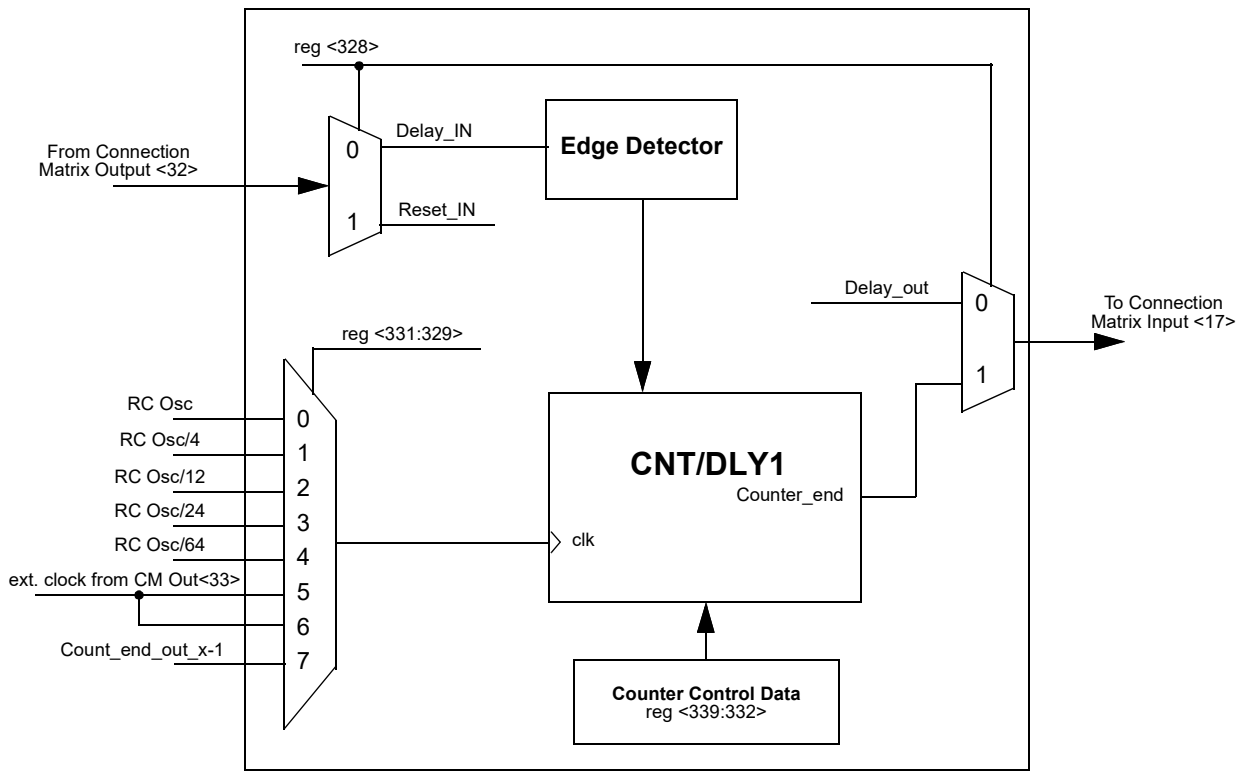 reg <328>
Delay_IN
0
Edge Detector
From Connection
Matrix Output <32>
Reset_IN
1
Delay_out
0
To Connection
Matrix Input <17>
1
reg <331:329>
RC Osc
0
RC Osc/4
1
RC Osc/12
2
RC Osc/24
3
RC Osc/64
4
ext. clock from CM Out<33>
5
6
Count_end_out_x-1
7
CNT/DLY1
Counter_end
clk
Counter Control Data
reg <339:332>